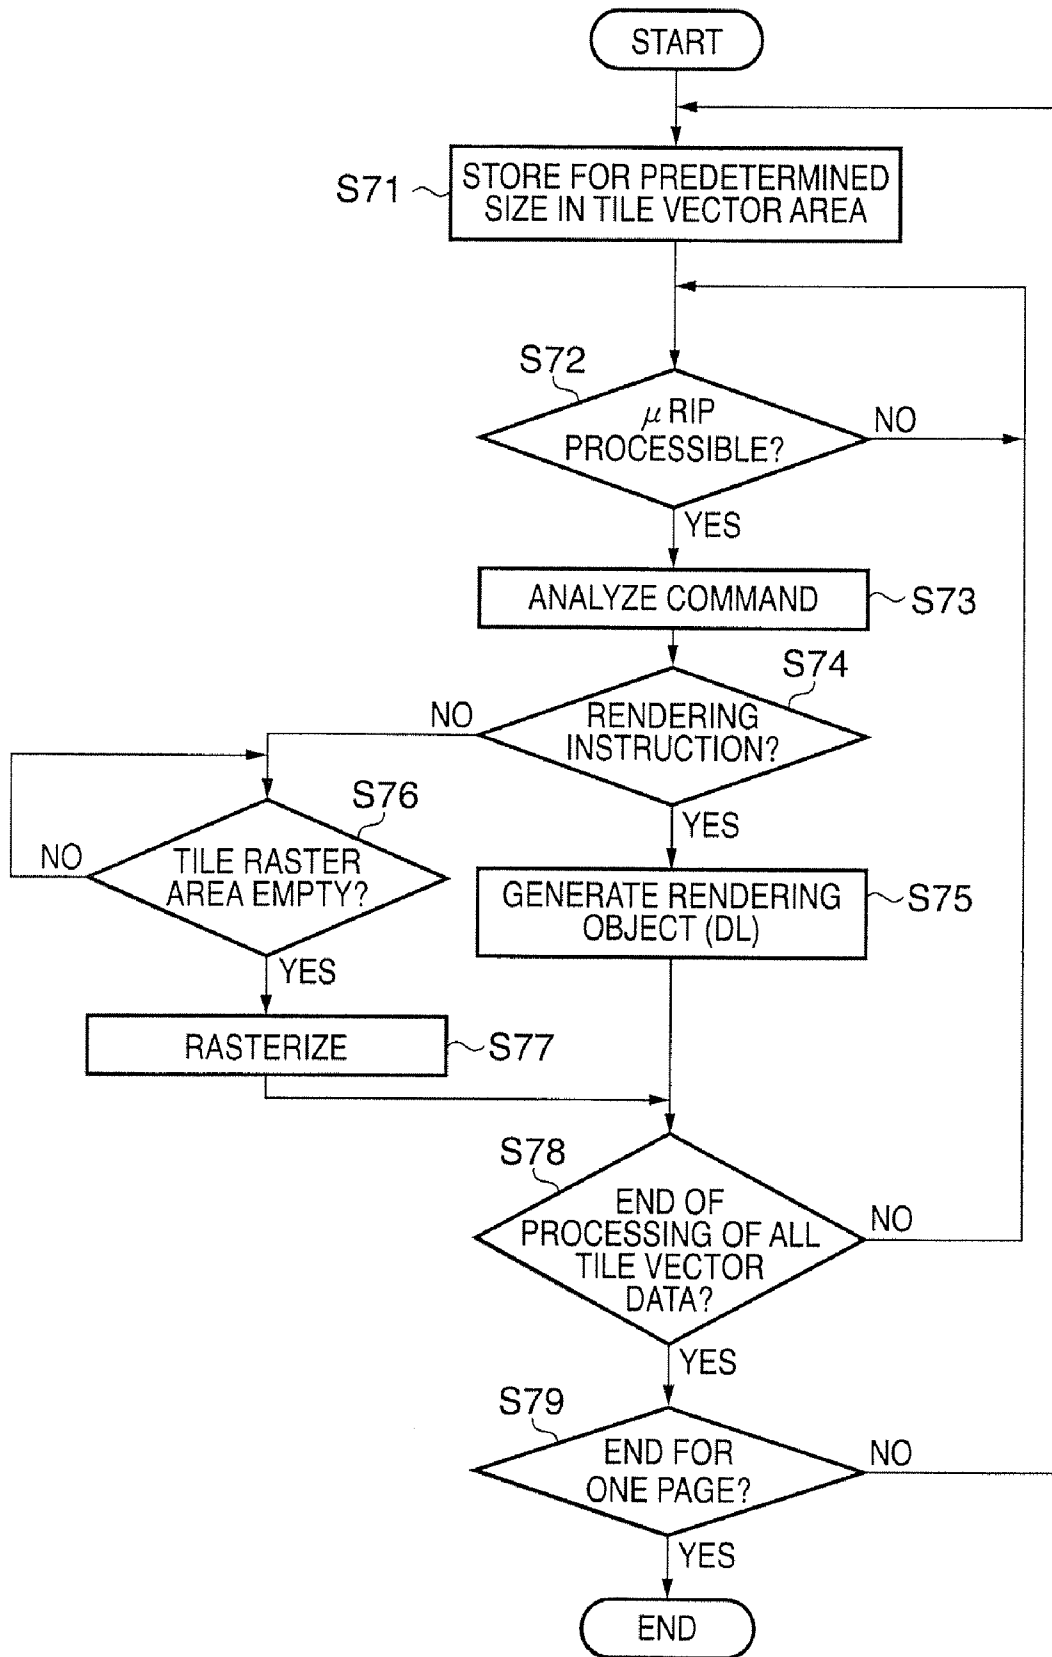 START
S71
STORE FOR PREDETERMINED
SIZE IN TILE VECTOR AREA
S72
μ RIP
PROCESSIBLE?
NO
YES
ANALYZE COMMAND
S73
S74
RENDERING
INSTRUCTION?
NO
YES
S76
TILE RASTER
AREA EMPTY?
NO
YES
GENERATE RENDERING
OBJECT (DL)
S75
RASTERIZE
S77
S78
END OF
PROCESSING OF ALL
TILE VECTOR
DATA?
NO
YES
S79
END FOR
ONE PAGE?
NO
YES
END